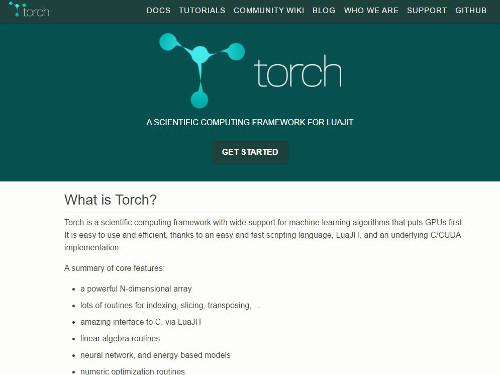 torch
DOCS TUTORIALS COMMUNITY WIKI BLOG WHO WE ARE SUPPORT GITHUB
torch
A SCIENTIFIC COMPUTING FRAMEWORK FOR LUAJIT
GET STARTED
What is Torch?
Torch is a scientific computing framework with wide support for machine learning algorithms that puts GPUs first.
It is easy to use and efficient, thanks to an easy and fast scripting language, LuaJIT, and an underlying C/CUDA
implementation.
A summary of core features:
• a powerful N-dimensional array
• lots of routines for indexing, slicing, transposing, ...
• amazing interface to C, via LuaJIT
• linear algebra routines
• neural network, and energy-based models
• numeric optimization routines